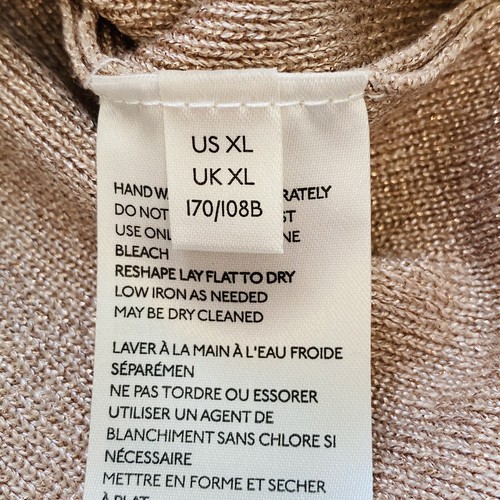 US XL
UK XL
170/108B
HAND W RATELY
DO NOT ST
USE ONL NE
BLEACH
RESHAPE LAY FLAT TO DRY
LOW IRON AS NEEDED
MAY BE DRY CLEANED
LAVER À LA MAIN À L'EAU FROIDE
SÉPARÉMEN
NE PAS TORDRE OU ESSORER
UTILISER UN AGENT DE
BLANCHIMENT SANS CHLORE SI
NÉCESSAIRE
METTRE EN FORME ET SECHER
À PLAT